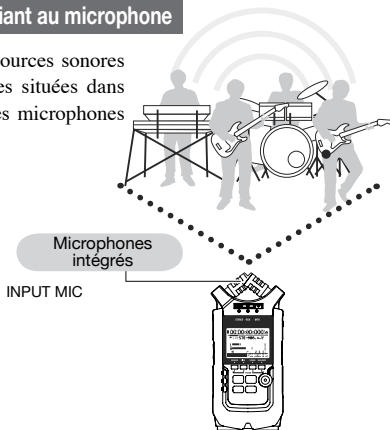 iant au microphone
ources sonores
es situées dans
es microphones
Microphones
intégrés
INPUT MIC